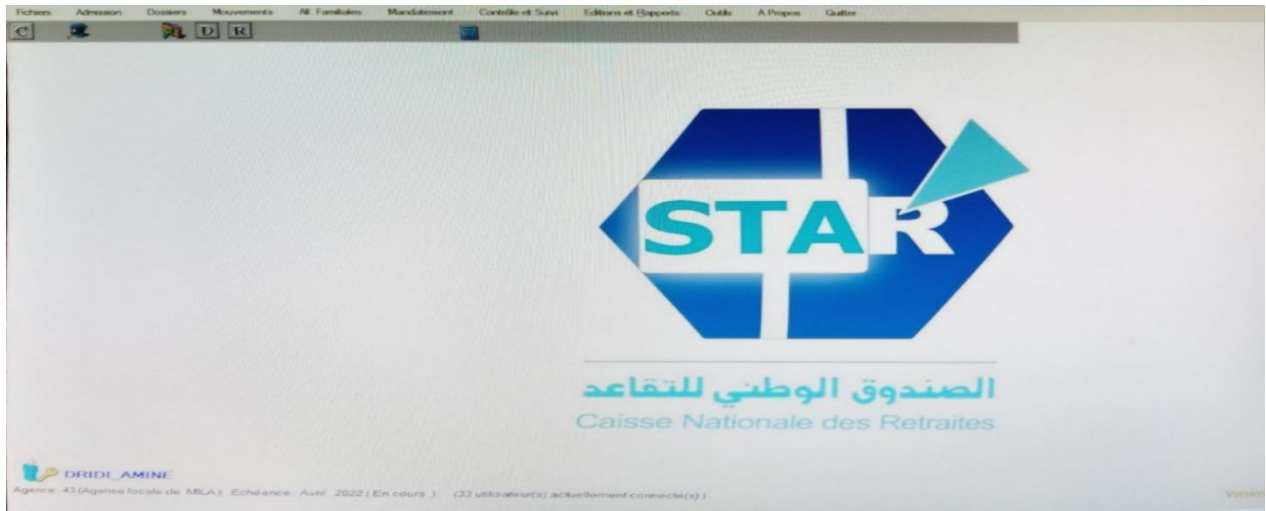 Fichiers Admission Dossiers Mouvements All Familiales Mandatement Contrôle et Suivi Editions et Rapports Outils A Propos Quitter
C D R
STAR
الصندوق الوطني للتقاعد
Caisse Nationale des Retraites
DRIDI_AMINE
Agence : 43 (Agence locale de MILA) Echéance : Avril 2022 ( En cours ) (33 utilisateur(s) actuellement connecté(s) )
Version